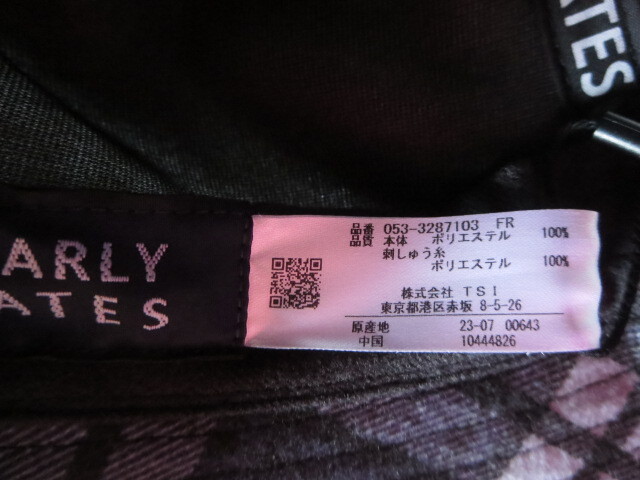 ATES
ARLY
ATES
品番 053-3287103 FR
品質 本体 ポリエステル 100%
刺しゅう糸
ポリエステル 100%
株式会社 TSI
東京都港区赤坂 8-5-26
原産地 23-07 00643
中国 10444826